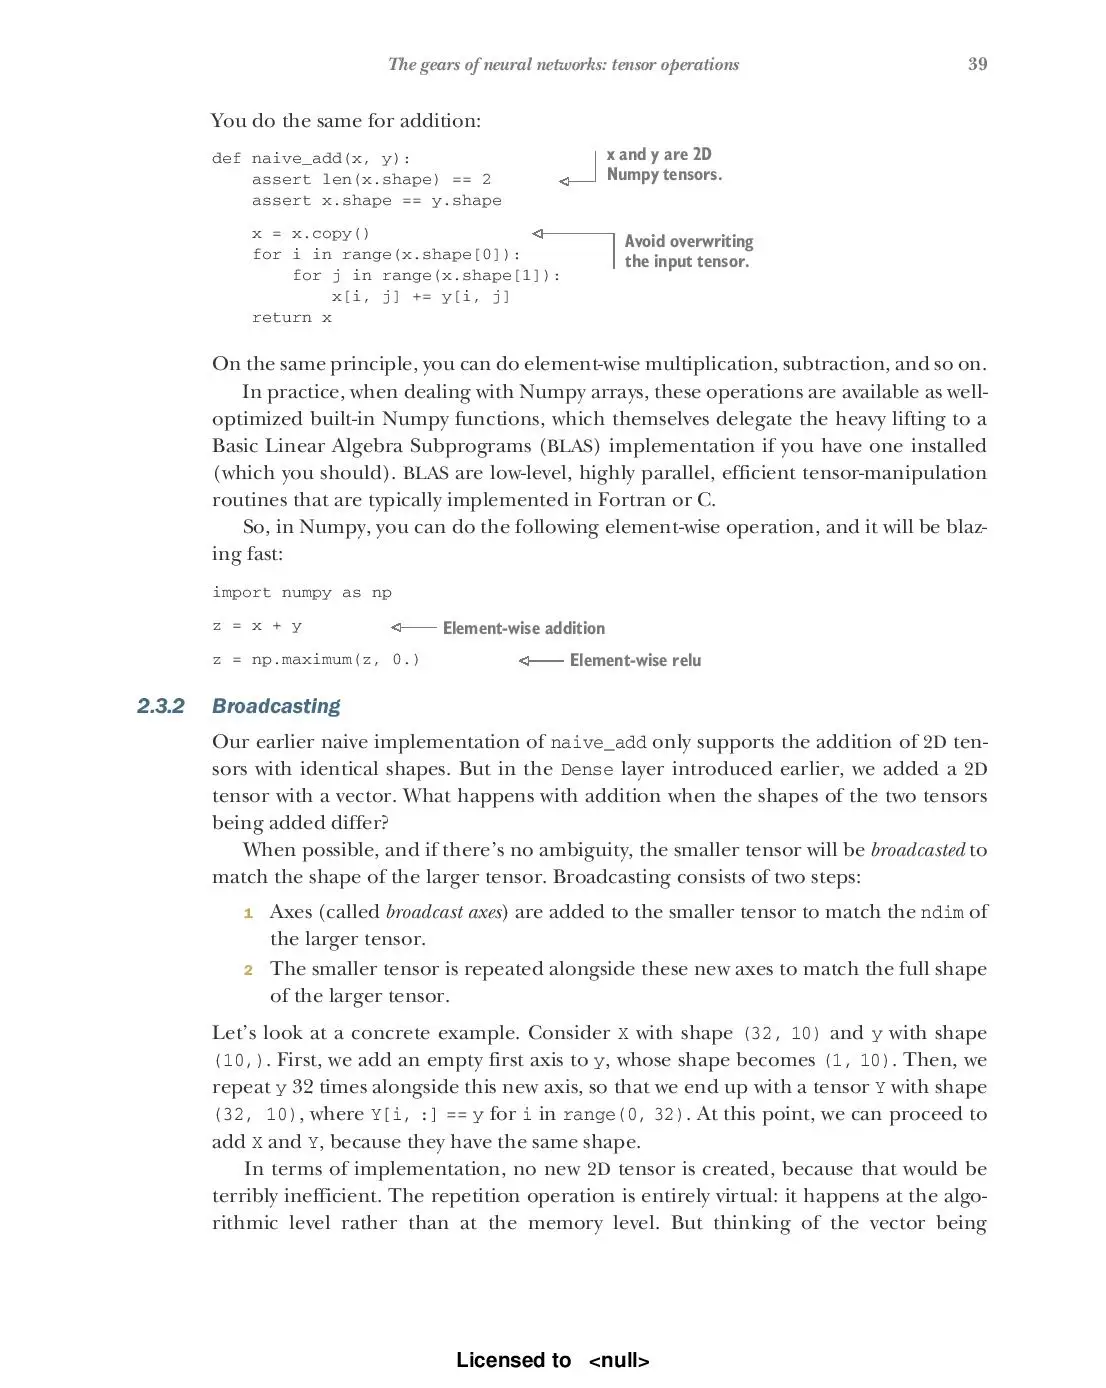 The gears of neural networks: tensor operations 39
You do the same for addition:
def naive_add(x, y):
    assert len(x.shape) == 2
    assert x.shape == y.shape
x and y are 2D
Numpy tensors.
    x = x.copy()
    for i in range(x.shape[0]):
        for j in range(x.shape[1]):
            x[i, j] += y[i, j]
    return x
Avoid overwriting
the input tensor.
On the same principle, you can do element-wise multiplication, subtraction, and so on.
In practice, when dealing with Numpy arrays, these operations are available as well-
optimized built-in Numpy functions, which themselves delegate the heavy lifting to a
Basic Linear Algebra Subprograms (BLAS) implementation if you have one installed
(which you should). BLAS are low-level, highly parallel, efficient tensor-manipulation
routines that are typically implemented in Fortran or C.
So, in Numpy, you can do the following element-wise operation, and it will be blaz-
ing fast:
import numpy as np
z = x + y Element-wise addition
z = np.maximum(z, 0.) Element-wise relu
2.3.2 Broadcasting
Our earlier naive implementation of naive_add only supports the addition of 2D ten-
sors with identical shapes. But in the Dense layer introduced earlier, we added a 2D
tensor with a vector. What happens with addition when the shapes of the two tensors
being added differ?
When possible, and if there's no ambiguity, the smaller tensor will be broadcasted to
match the shape of the larger tensor. Broadcasting consists of two steps:
1 Axes (called broadcast axes) are added to the smaller tensor to match the ndim of
the larger tensor.
2 The smaller tensor is repeated alongside these new axes to match the full shape
of the larger tensor.
Let's look at a concrete example. Consider X with shape (32, 10) and y with shape
(10,). First, we add an empty first axis to y, whose shape becomes (1, 10). Then, we
repeat y 32 times alongside this new axis, so that we end up with a tensor Y with shape
(32, 10), where Y[i, :] == y for i in range(0, 32). At this point, we can proceed to
add X and Y, because they have the same shape.
In terms of implementation, no new 2D tensor is created, because that would be
terribly inefficient. The repetition operation is entirely virtual: it happens at the algo-
rithmic level rather than at the memory level. But thinking of the vector being
Licensed to <null>